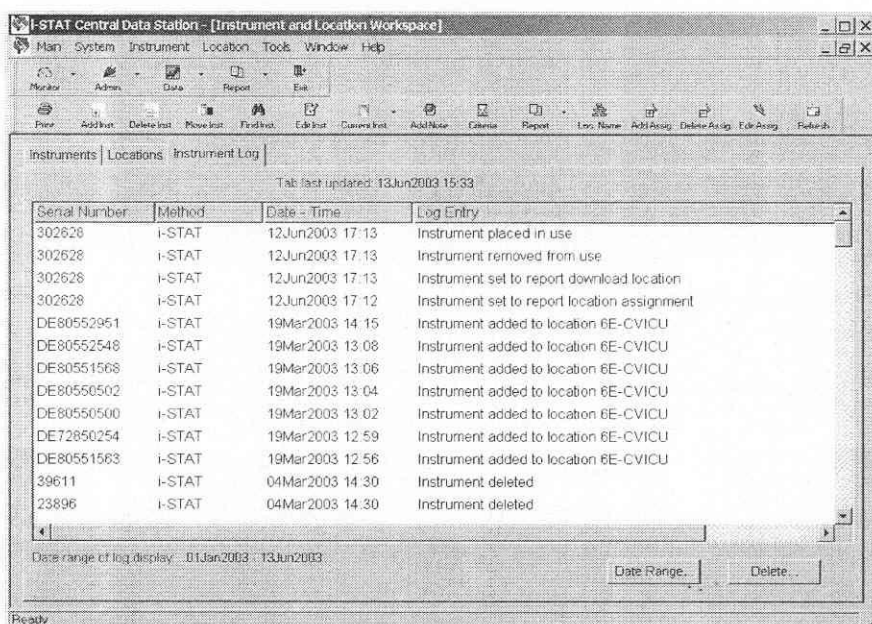 i-STAT Central Data Station - [Instrument and Location Workspace]
Main System Instrument Location Tools Window Help
Monitor Admin Data Report Exit
Print Add Inst. Delete Inst. Move Inst. Find Inst. Edit Inst. Current Inst. Add Note Criteria Report Loc. Name Add Assig. Delete Assig. Edit Assig. Refresh
Instruments Locations Instrument Log
Tab last updated: 13Jun2003 15:33
Serial Number Method Date - Time Log Entry
302628 i-STAT 12Jun2003 17:13 Instrument placed in use
302628 i-STAT 12Jun2003 17:13 Instrument removed from use
302628 i-STAT 12Jun2003 17:13 Instrument set to report download location
302628 i-STAT 12Jun2003 17:12 Instrument set to report location assignment
DE80552951 i-STAT 19Mar2003 14:15 Instrument added to location 6E-CVICU
DE80552548 i-STAT 19Mar2003 13:08 Instrument added to location 6E-CVICU
DE80551568 i-STAT 19Mar2003 13:06 Instrument added to location 6E-CVICU
DE80550502 i-STAT 19Mar2003 13:04 Instrument added to location 6E-CVICU
DE80550500 i-STAT 19Mar2003 13:02 Instrument added to location 6E-CVICU
DE72850254 i-STAT 19Mar2003 12:59 Instrument added to location 6E-CVICU
DE80551563 i-STAT 19Mar2003 12:56 Instrument added to location 6E-CVICU
39611 i-STAT 04Mar2003 14:30 Instrument deleted
23896 i-STAT 04Mar2003 14:30 Instrument deleted
Date range of log display: 01Jan2003 - 13Jun2003
Date Range... Delete...
Ready